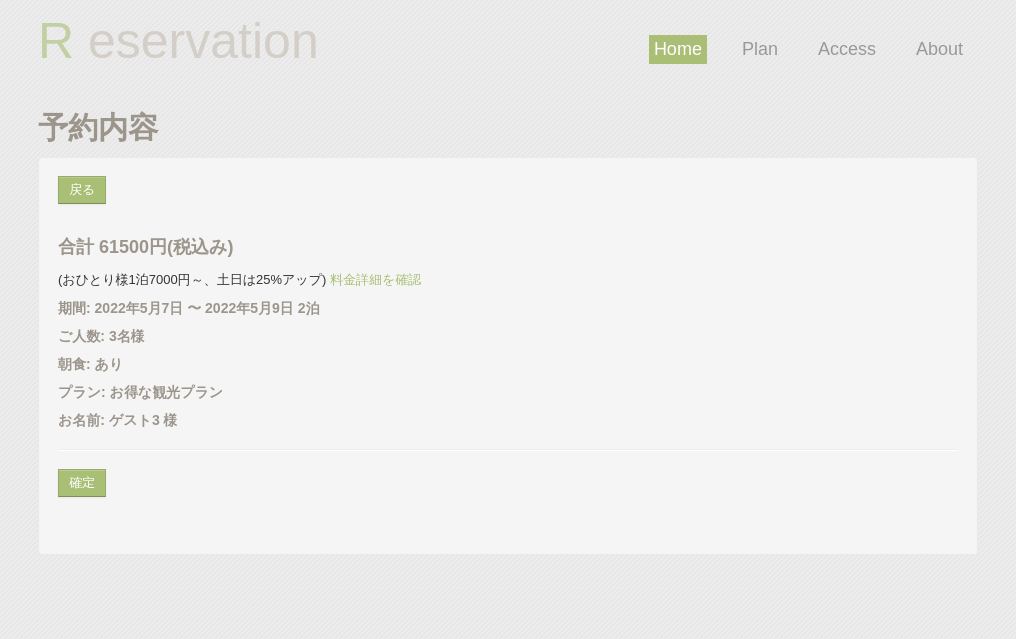 R eservation
Home Plan Access About
予約内容
戻る
合計 61500円(税込み)
(おひとり様1泊7000円～、土日は25%アップ) 料金詳細を確認
期間: 2022年5月7日 〜 2022年5月9日 2泊
ご人数: 3名様
朝食: あり
プラン: お得な観光プラン
お名前: ゲスト3 様
確定